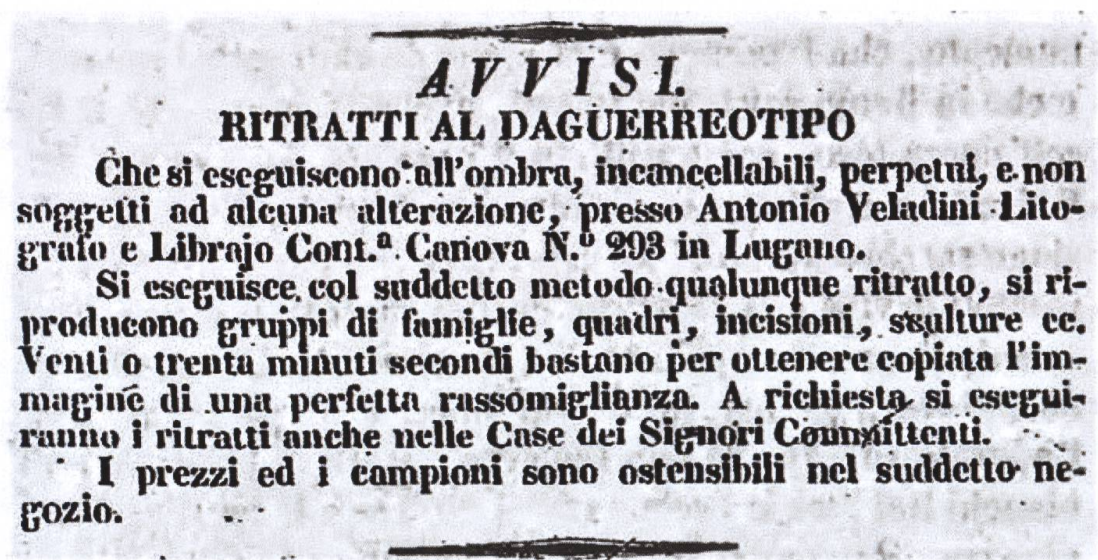 AVVISI.
RITRATTI AL DAGUERREOTIPO
Che si eseguiscono all'ombra, incancellabili, perpetui, e non
soggetti ad alcuna alterazione, presso Antonio Veladini Lito-
grafo e Librajo Cont.ª Canova N.º 293 in Lugano.
Si eseguisce col suddetto metodo qualunque ritratto, si ri-
producono gruppi di famiglie, quadri, incisioni, sculture ec.
Venti o trenta minuti secondi bastano per ottenere copiata l'im-
magine di una perfetta rassomiglianza. A richiesta si esegui-
ranno i ritratti anche nelle Case dei Signori Committenti.
I prezzi ed i campioni sono ostensibili nel suddetto ne-
gozio.